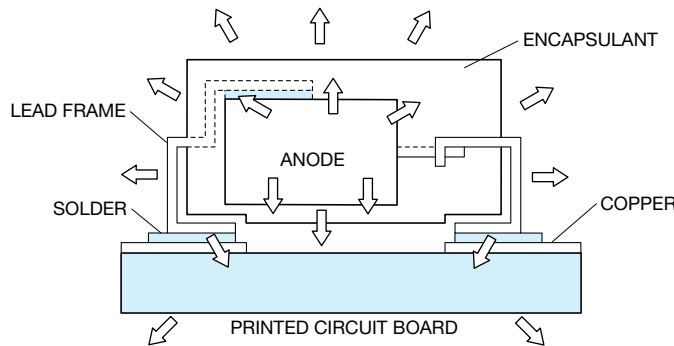 ENCAPSULANT
LEAD FRAME
ANODE
SOLDER
COPPER
PRINTED CIRCUIT BOARD